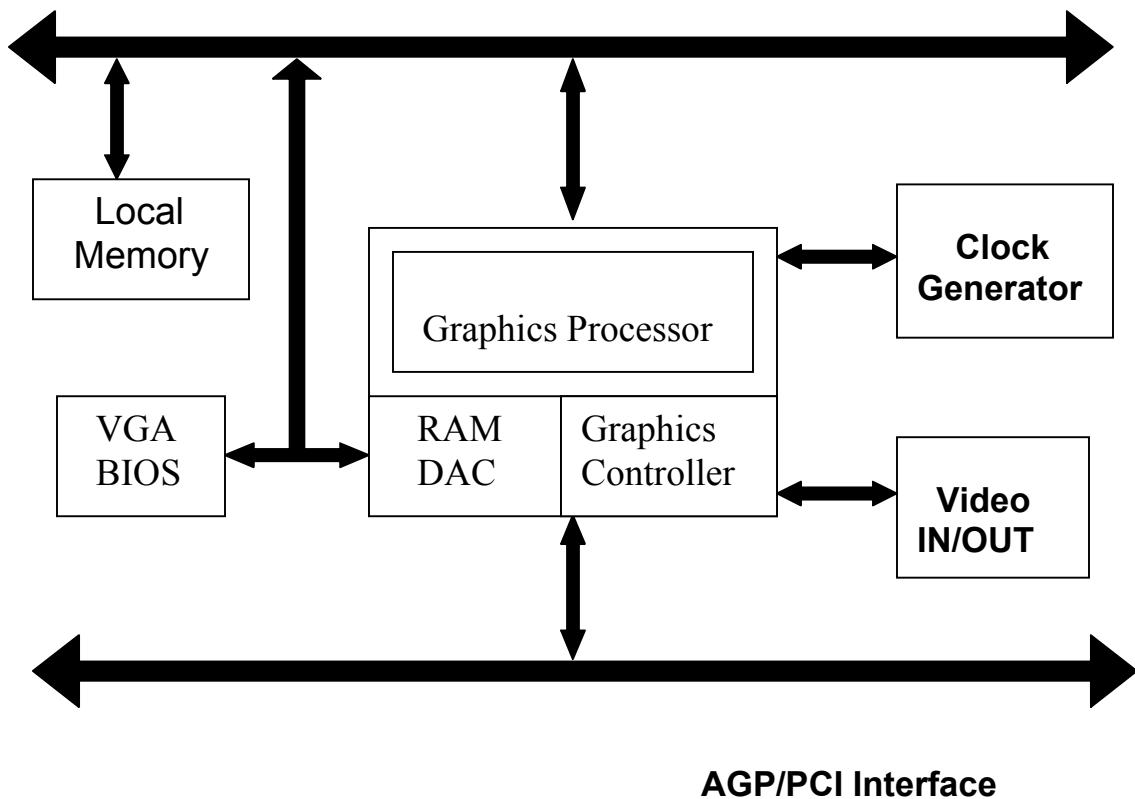 Local
Memory
Clock
Generator
Graphics Processor
VGA
BIOS
RAM
DAC
Graphics
Controller
Video
IN/OUT
AGP/PCI Interface